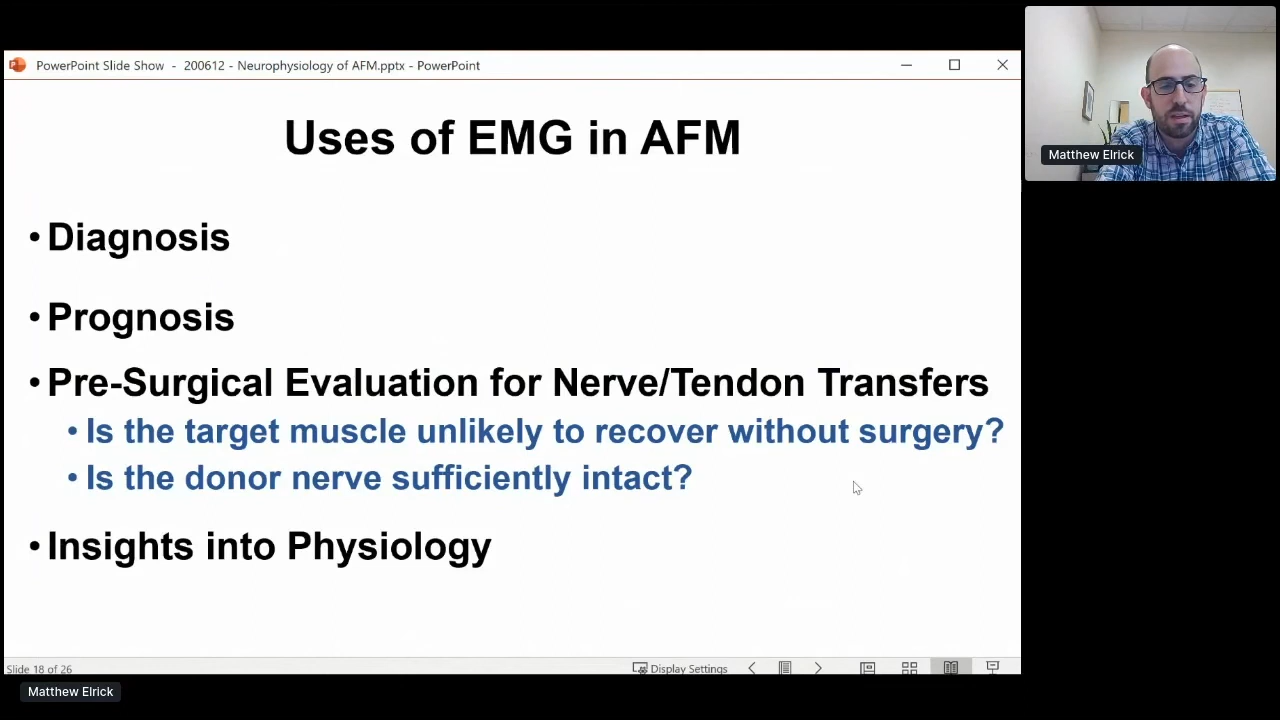 PowerPoint Slide Show - 200612 - Neurophysiology of AFM.pptx - PowerPoint
Uses of EMG in AFM
• Diagnosis
• Prognosis
• Pre-Surgical Evaluation for Nerve/Tendon Transfers
• Is the target muscle unlikely to recover without surgery?
• Is the donor nerve sufficiently intact?
• Insights into Physiology
Slide 18 of 26
Display Settings
Matthew Elrick
Matthew Elrick